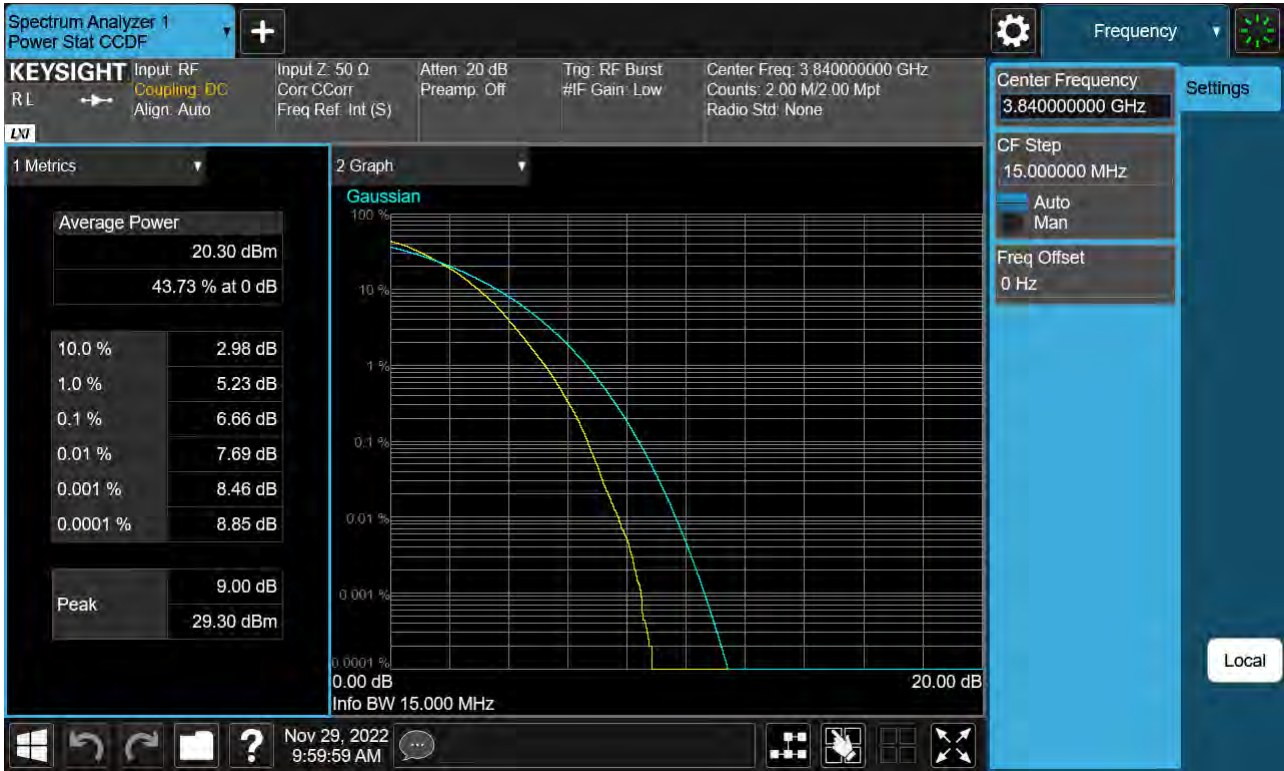 Spectrum Analyzer 1
Power Stat CCDF
+
Frequency
KEYSIGHT
RL
LXI
Input: RF
Coupling: DC
Align: Auto
Input Z: 50 Ω
Corr CCorr
Freq Ref: Int (S)
Atten: 20 dB
Preamp: Off
Trig: RF Burst
#IF Gain: Low
Center Freq: 3.840000000 GHz
Counts: 2.00 M/2.00 Mpt
Radio Std: None
Center Frequency
3.840000000 GHz
Settings
CF Step
15.000000 MHz
Auto
Man
Freq Offset
0 Hz
1 Metrics
Average Power
20.30 dBm
43.73 % at 0 dB
10.0 % 2.98 dB
1.0 % 5.23 dB
0.1 % 6.66 dB
0.01 % 7.69 dB
0.001 % 8.46 dB
0.0001 % 8.85 dB
Peak
9.00 dB
29.30 dBm
2 Graph
Gaussian
100 %
10 %
1 %
0.1 %
0.01 %
0.001 %
0.0001 %
0.00 dB 20.00 dB
Info BW 15.000 MHz
Local
?
Nov 29, 2022
9:59:59 AM